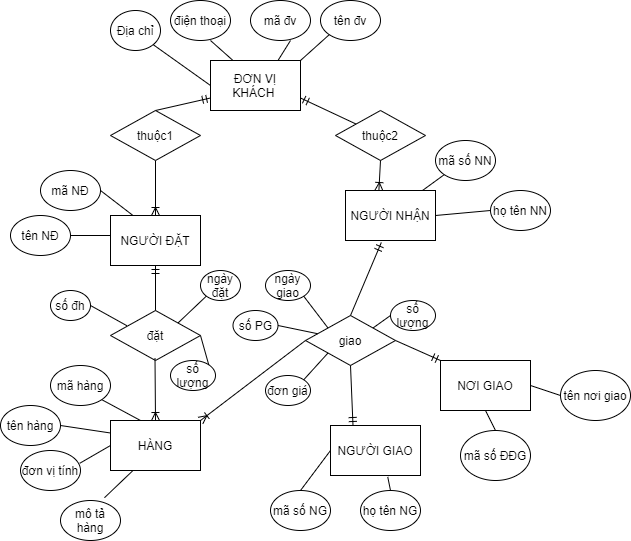 điện thoại
mã đv
tên đv
Địa chỉ
ĐƠN VỊ
KHÁCH
thuộc1
thuộc2
mã số NN
mã NĐ
họ tên NN
NGƯỜI NHẬN
tên NĐ
NGƯỜI ĐẶT
ngày
đặt
ngày
giao
số đh
số
lượng
số PG
đặt
giao
số
lượng
mã hàng
đơn giá
NƠI GIAO
tên nơi giao
tên hàng
HÀNG
NGƯỜI GIAO
mã số ĐĐG
đơn vị tính
mô tả
hàng
mã số NG
họ tên NG